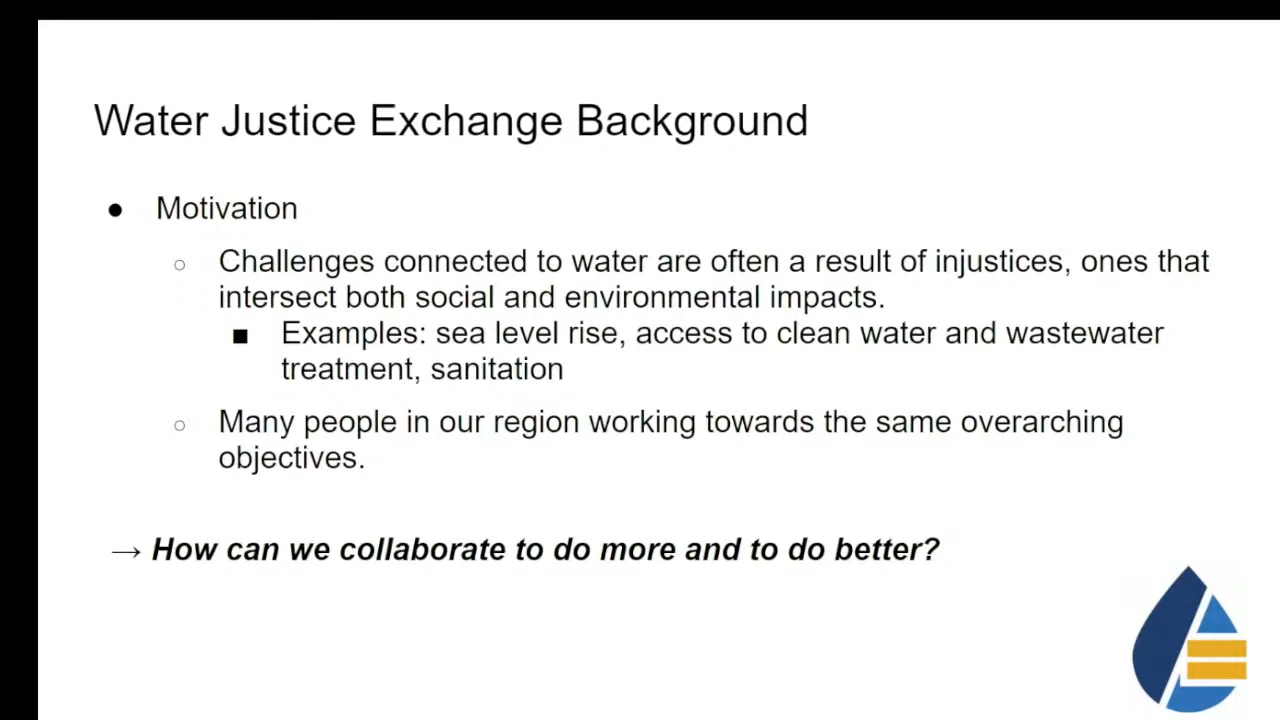 Water Justice Exchange Background
● Motivation
○ Challenges connected to water are often a result of injustices, ones that
intersect both social and environmental impacts.
■ Examples: sea level rise, access to clean water and wastewater
treatment, sanitation
○ Many people in our region working towards the same overarching
objectives.
→ How can we collaborate to do more and to do better?